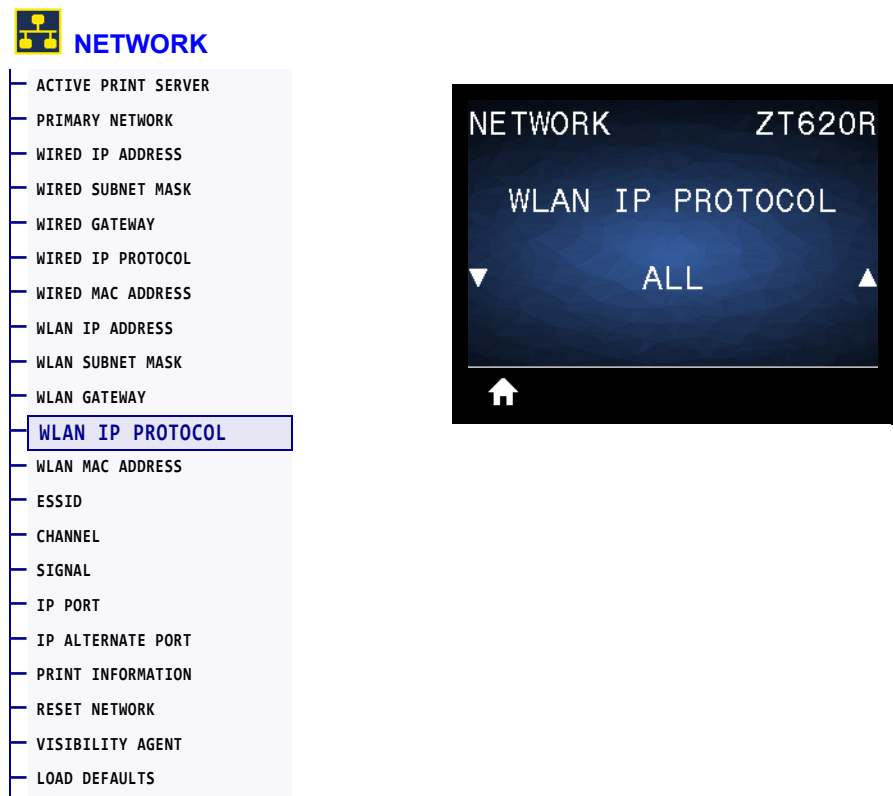 NETWORK
ACTIVE PRINT SERVER
PRIMARY NETWORK
WIRED IP ADDRESS
WIRED SUBNET MASK
WIRED GATEWAY
WIRED IP PROTOCOL
WIRED MAC ADDRESS
WLAN IP ADDRESS
WLAN SUBNET MASK
WLAN GATEWAY
WLAN IP PROTOCOL
WLAN MAC ADDRESS
ESSID
CHANNEL
SIGNAL
IP PORT
IP ALTERNATE PORT
PRINT INFORMATION
RESET NETWORK
VISIBILITY AGENT
LOAD DEFAULTS
NETWORK ZT620R
WLAN IP PROTOCOL
ALL